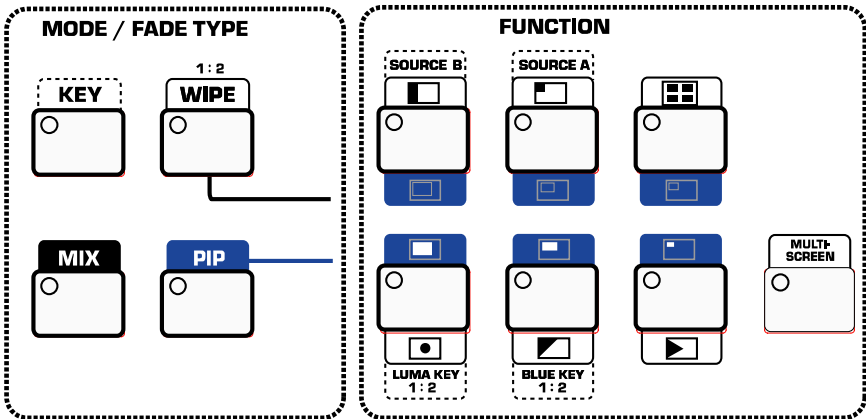 MODE / FADE TYPE
1:2
KEY
WIPE
MIX
PIP
FUNCTION
SOURCE B
SOURCE A
MULTI-
SCREEN
LUMA KEY
1:2
BLUE KEY
1:2